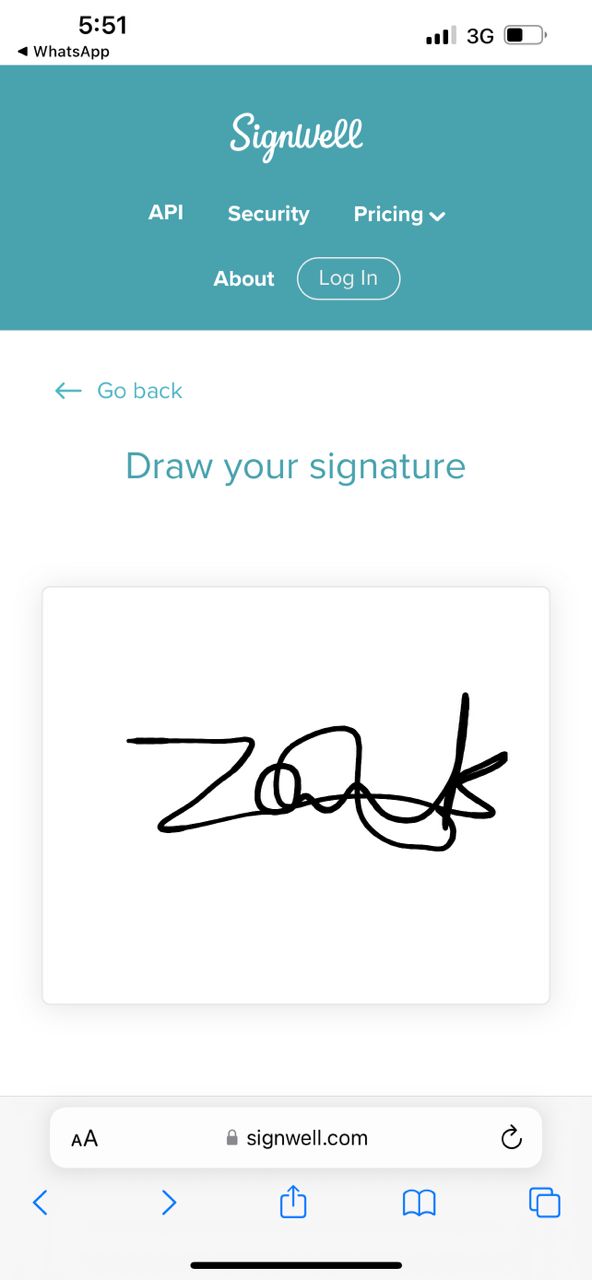 5:51
3G
◀ WhatsApp
SignWell
API Security Pricing
About Log In
← Go back
Draw your signature
AA signwell.com